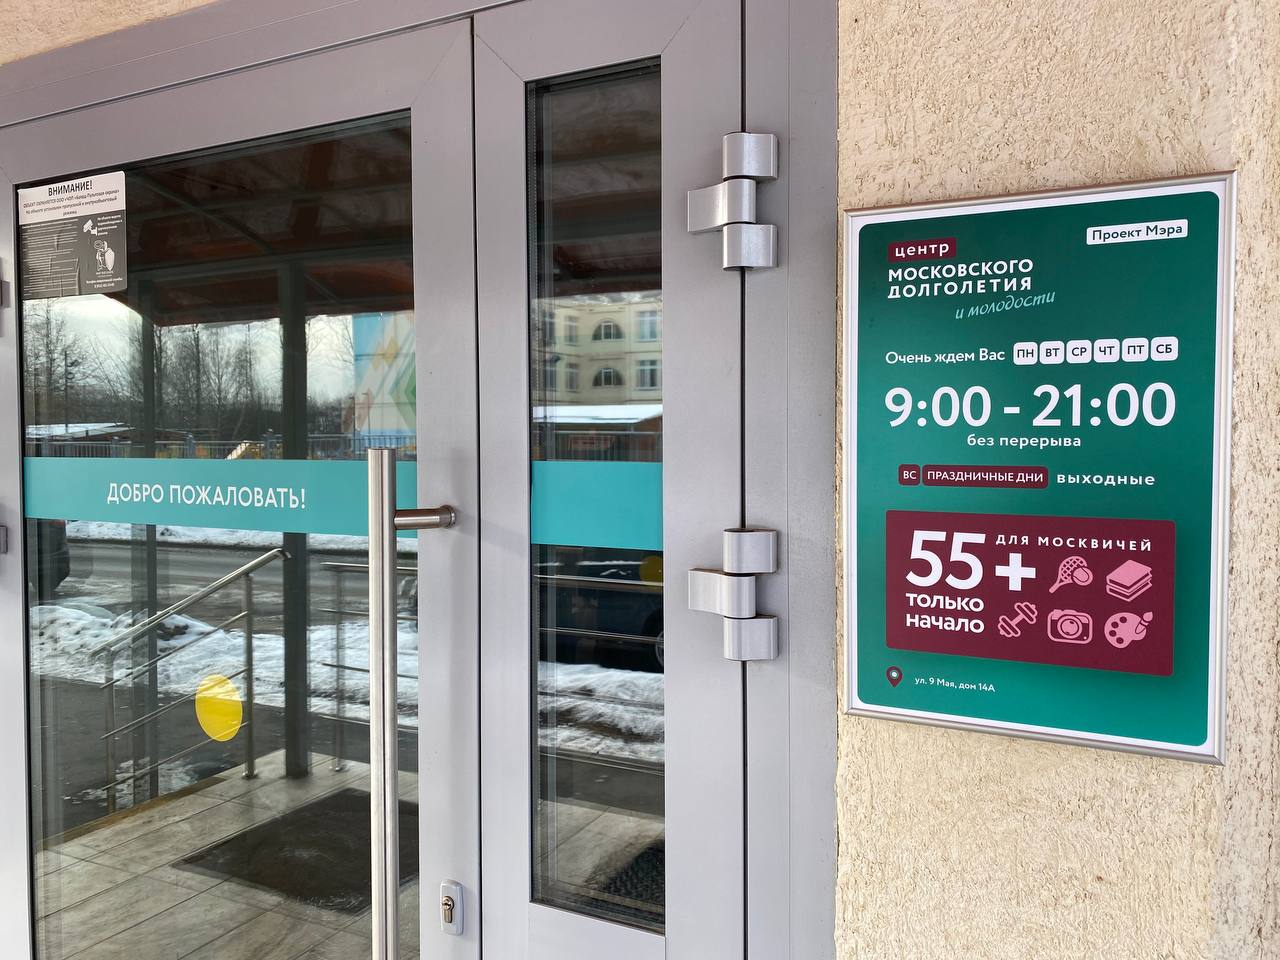 ВНИМАНИЕ!
ДОБРО ПОЖАЛОВАТЬ!
центр
МОСКОВСКОГО
ДОЛГОЛЕТИЯ
и молодости
Проект Мэра
Очень ждем Вас ПН ВТ СР ЧТ ПТ СБ
9:00 - 21:00
без перерыва
ВС ПРАЗДНИЧНЫЕ ДНИ выходные
55+ ДЛЯ МОСКВИЧЕЙ
только
начало
ул. 9 Мая, дом 14А